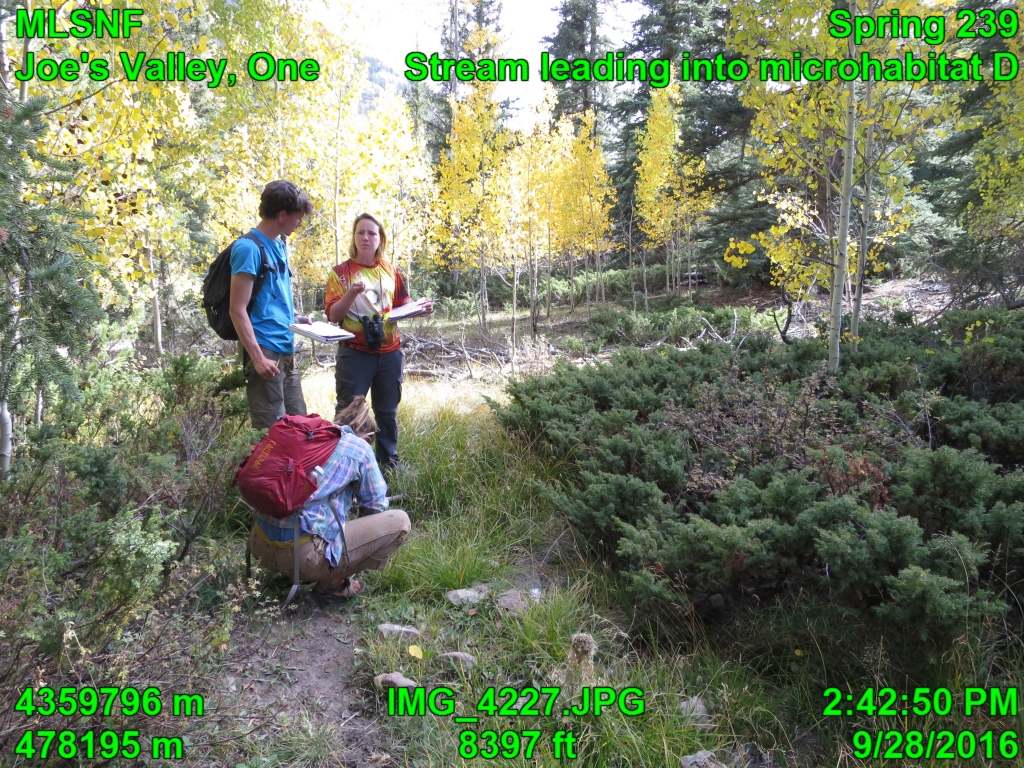 MLSNF
Spring 239
Joe's Valley, One
Stream leading into microhabitat D
4359796 m
IMG_4227.JPG
2:42:50 PM
478195 m
8397 ft
9/28/2016